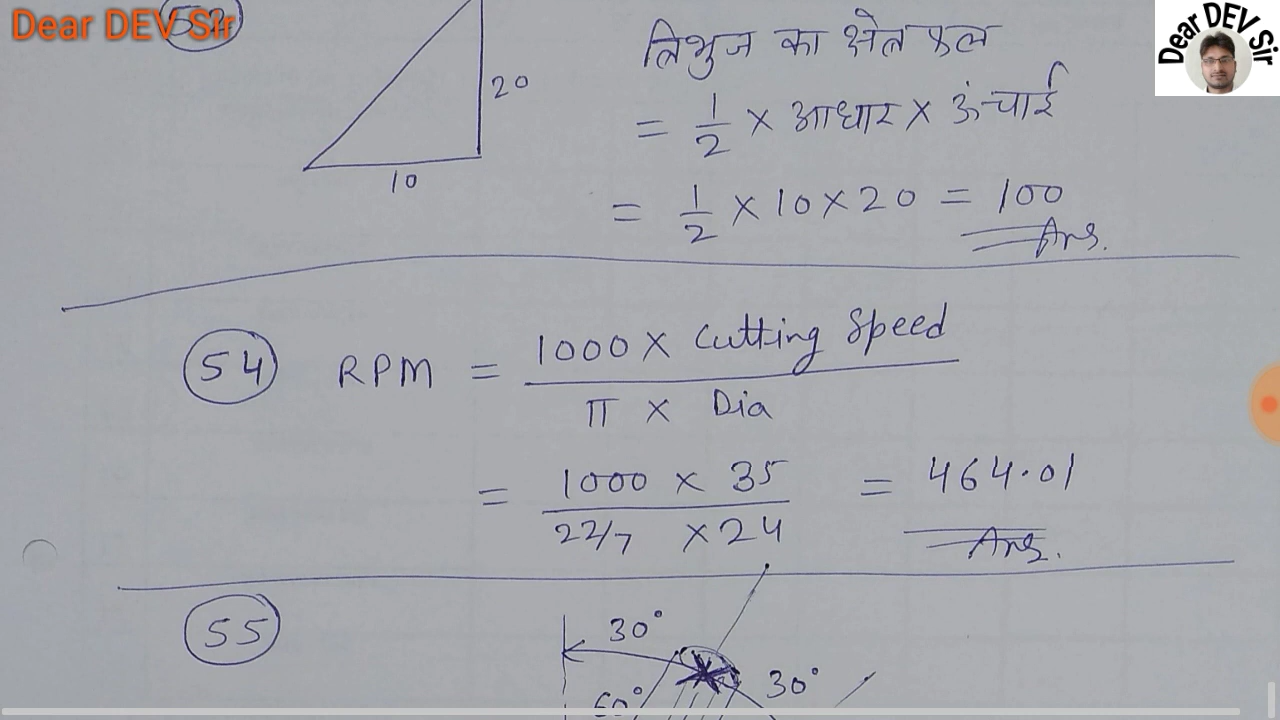 Dear DEV Sir
Dear DEV Sir
त्रिभुज का क्षेत्रफल
20
10
= 1/2 × आधार × ऊंचाई
= 1/2 × 10 × 20 = 100
Ans.
54 RPM = 1000 × Cutting Speed
π × Dia
= 1000 × 35 = 464.01
22/7 × 24
Ans.
55
30°
60°
30°